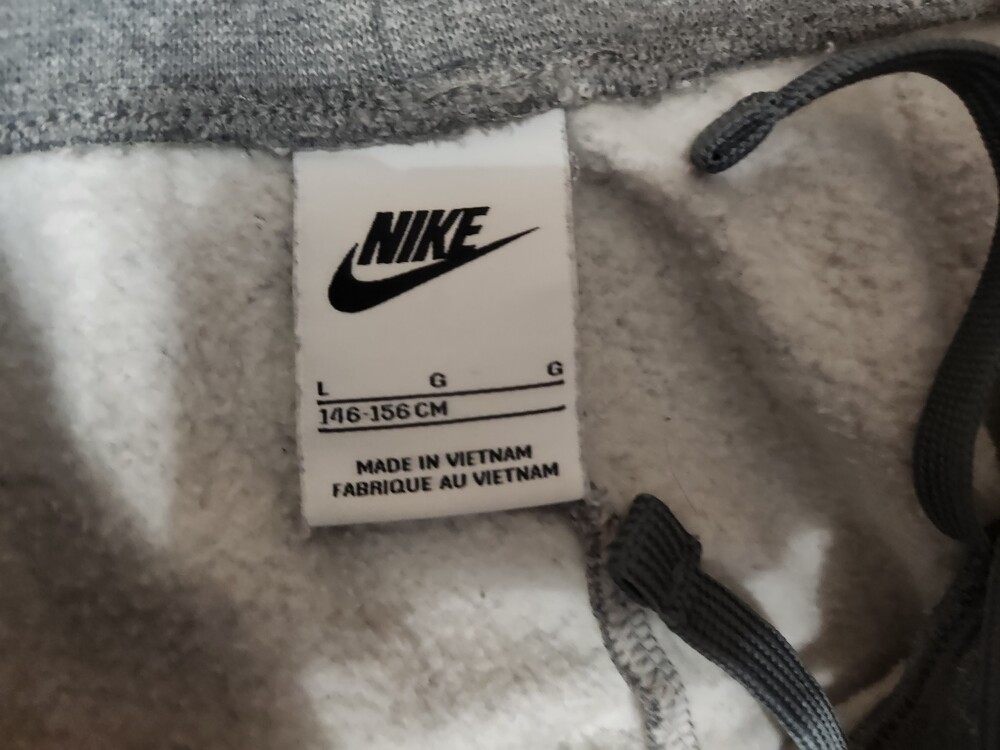 NIKE
L G G
146-156 CM
MADE IN VIETNAM
FABRIQUE AU VIETNAM